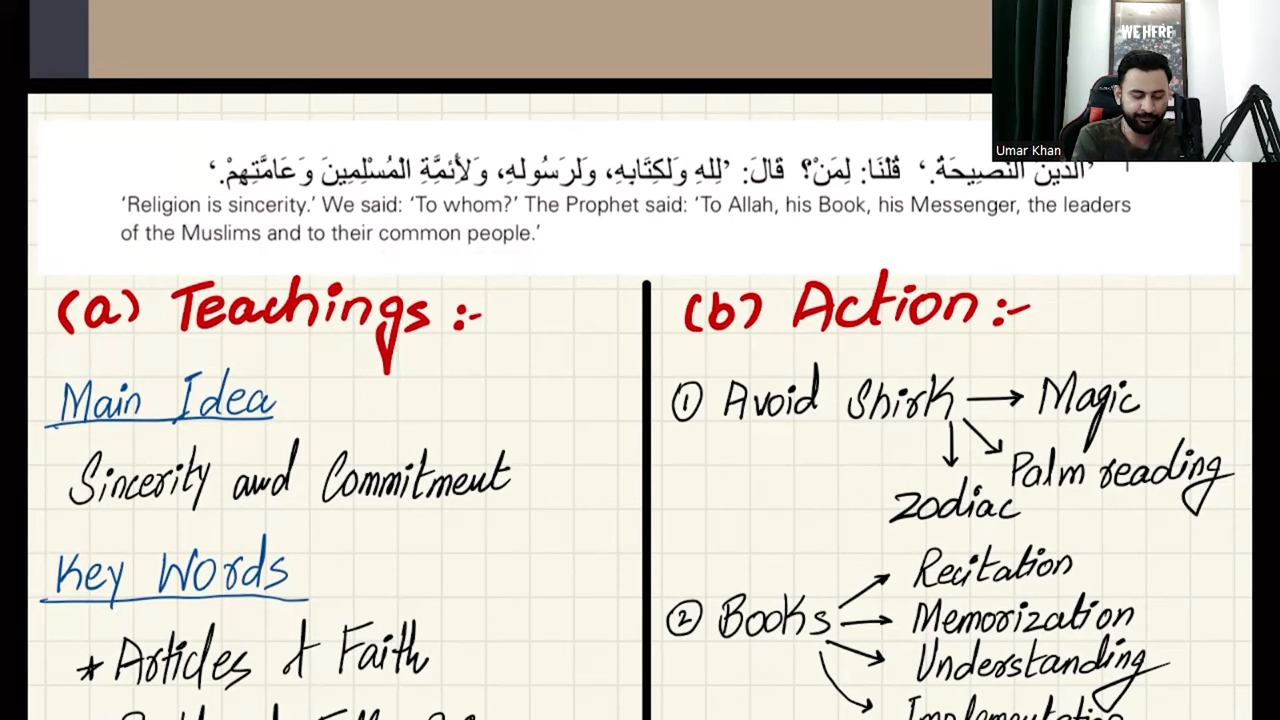 WE HERE
Umar Khan
’الدِّينُ النَّصِيحَةُ.‘ قُلْنَا: لِمَنْ؟ قَالَ: ’لِلهِ وَلِكِتَابِهِ، وَلِرَسُولِهِ، وَلأَئِمَّةِ الْمُسْلِمِينَ وَعَامَّتِهِمْ.‘
‘Religion is sincerity.’ We said: ‘To whom?’ The Prophet said: ‘To Allah, his Book, his Messenger, the leaders
of the Muslims and to their common people.’
(a) Teachings :-
Main Idea
Sincerity and Commitment
Key Words
* Articles of Faith
(b) Action :-
① Avoid Shirk → Magic
Palm reading
Zodiac
② Books
Recitation
Memorization
Understanding
Implementation